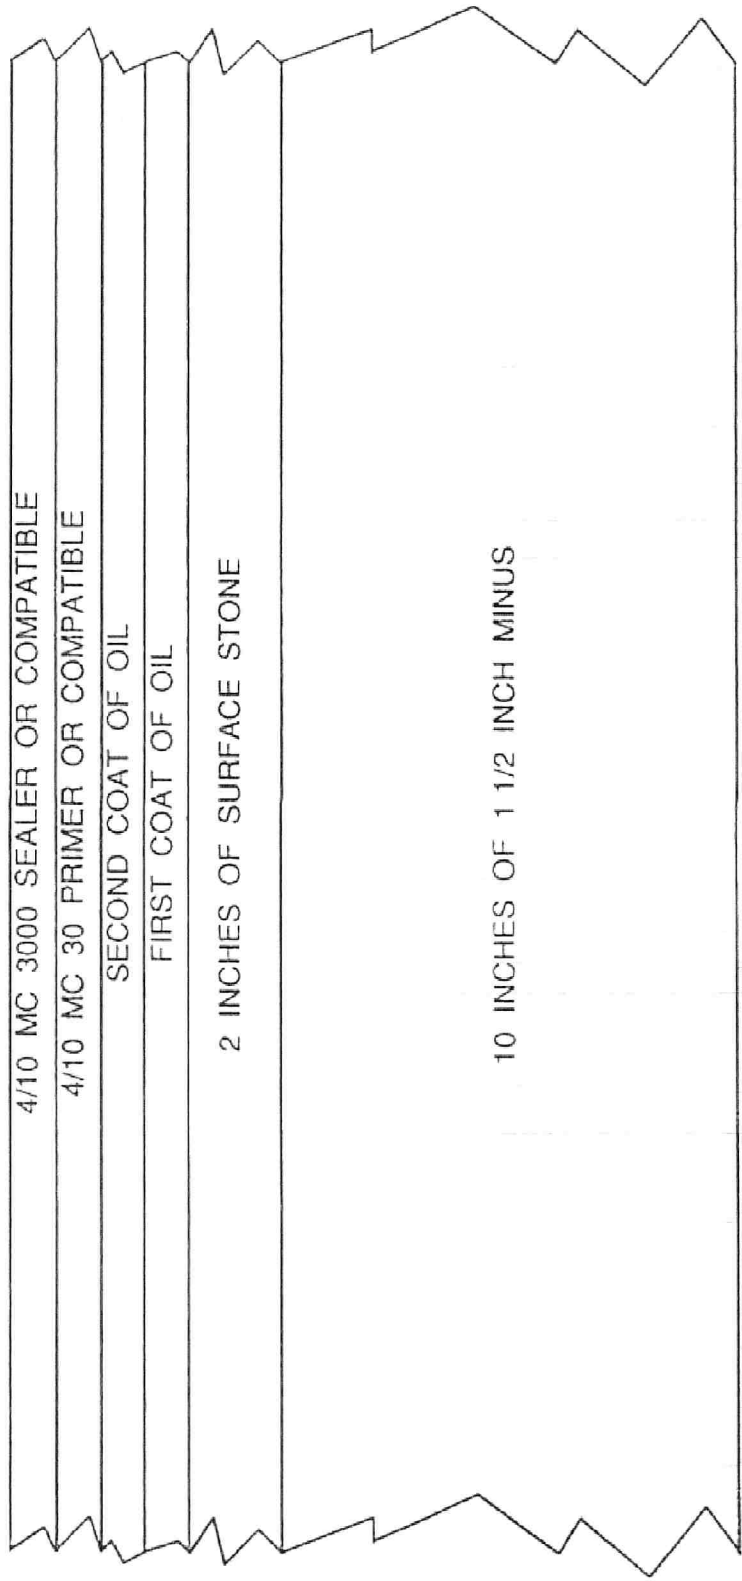 4/10 MC 3000 SEALER OR COMPATIBLE
4/10 MC 30 PRIMER OR COMPATIBLE
SECOND COAT OF OIL
FIRST COAT OF OIL
2 INCHES OF SURFACE STONE
10 INCHES OF 1 1/2 INCH MINUS